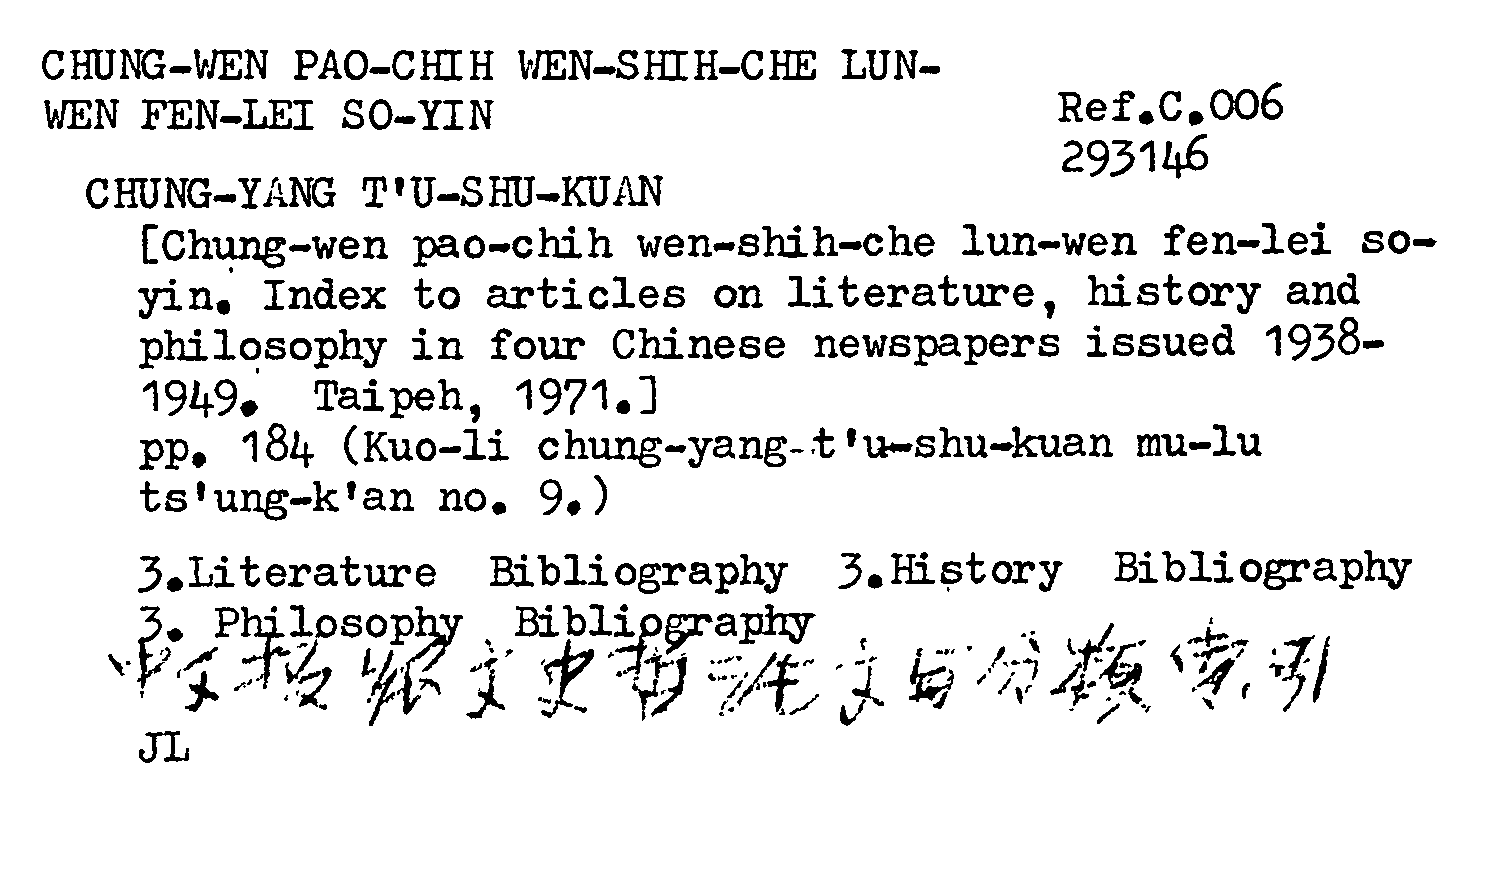 CHUNG-WEN PAO-CHIH WEN-SHIH-CHE LUN-
WEN FEN-LEI SO-YIN
Ref.C.006
293146
CHUNG-YANG T'U-SHU-KUAN
[Chung-wen pao-chih wen-shih-che lun-wen fen-lei so-
yin. Index to articles on literature, history and
philosophy in four Chinese newspapers issued 1938-
1949. Taipeh, 1971.]
pp. 184 (Kuo-li chung-yang-t'u-shu-kuan mu-lu
ts'ung-k'an no. 9.)
3.Literature Bibliography 3.History Bibliography
3. Philosophy Bibliography
中文報紙文史哲論文目分類索引
JL